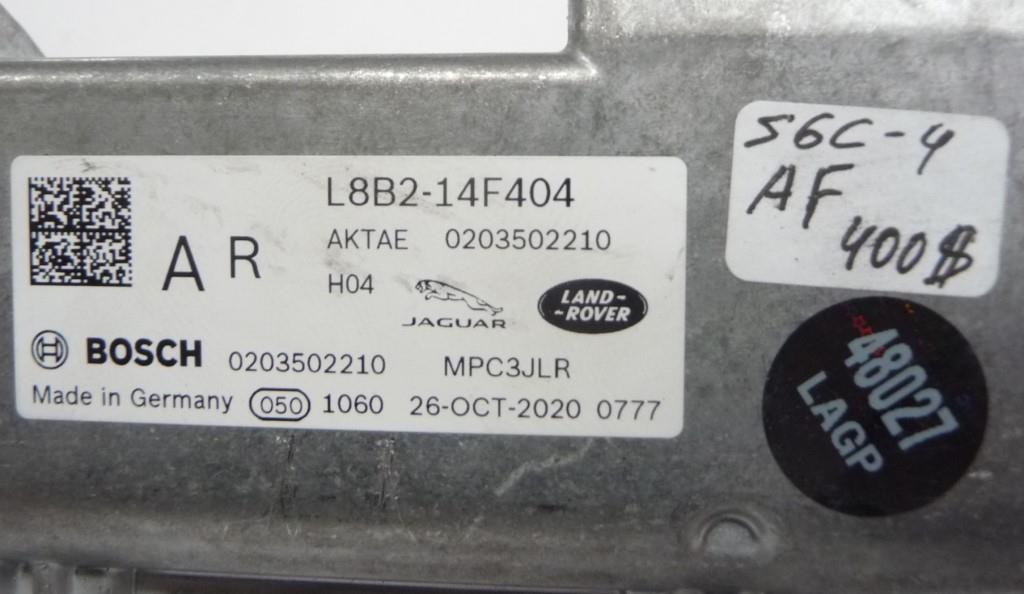 L8B2-14F404
A R
AKTAE 0203502210
H04 JAGUAR LAND-ROVER
BOSCH 0203502210 MPC3JLR
Made in Germany 050 1060 26-OCT-2020 0777
S6C-4
AF
400$
48027
LAGP